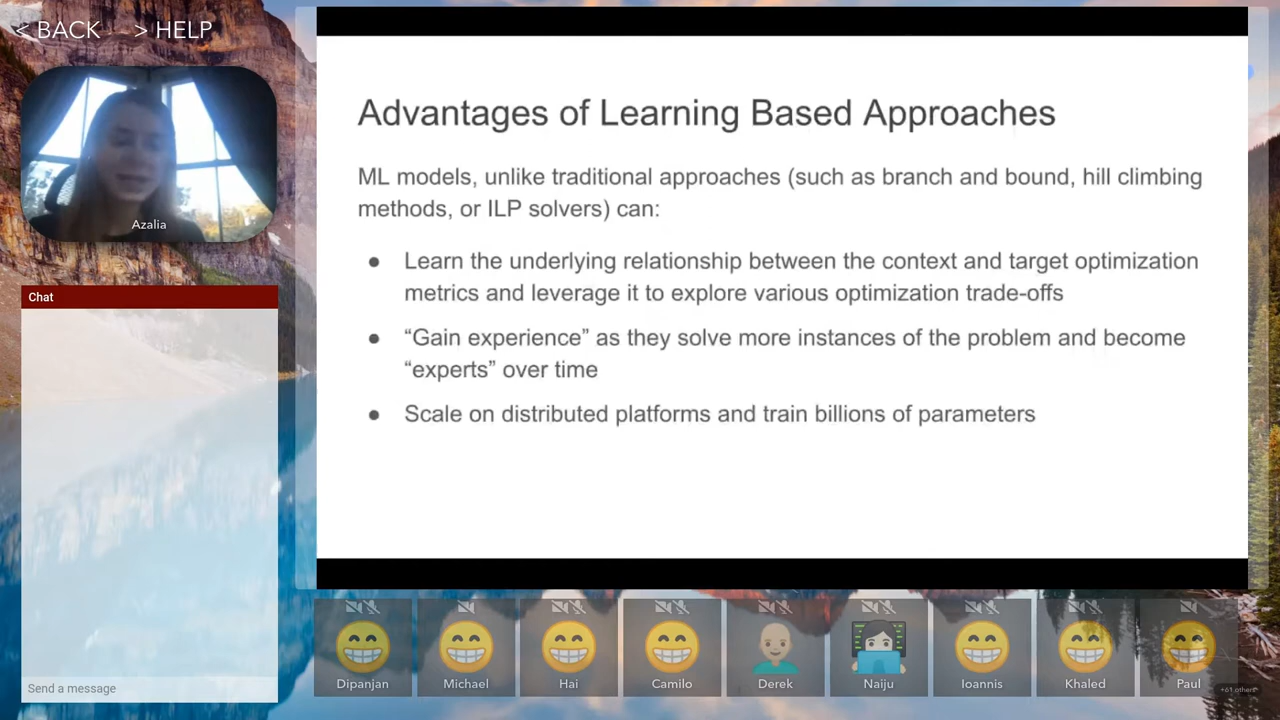 < BACK > HELP
Azalia
Chat
Send a message
Advantages of Learning Based Approaches
ML models, unlike traditional approaches (such as branch and bound, hill climbing
methods, or ILP solvers) can:
● Learn the underlying relationship between the context and target optimization
metrics and leverage it to explore various optimization trade-offs
● “Gain experience” as they solve more instances of the problem and become
“experts” over time
● Scale on distributed platforms and train billions of parameters
Dipanjan
Michael
Hai
Camilo
Derek
Naiju
Ioannis
Khaled
Paul
+61 others